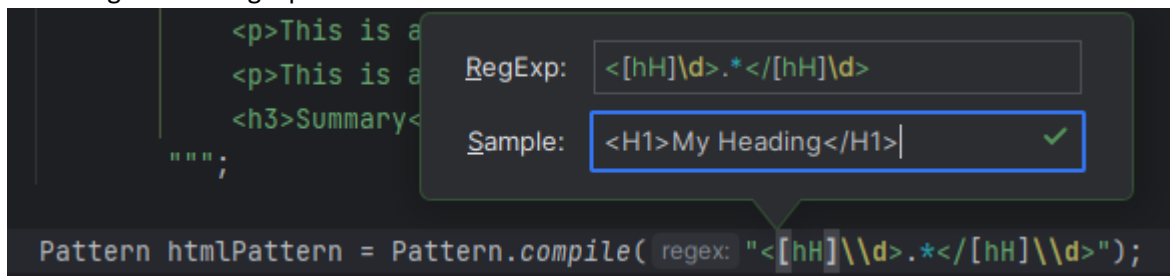 <p>This is a
<p>This is a
<h3>Summary<
""";
RegExp: <[hH]\d>.*</[hH]\d>
Sample: <H1>My Heading</H1>
Pattern htmlPattern = Pattern.compile( regex: "<[hH]\\d>.*</[hH]\\d>");